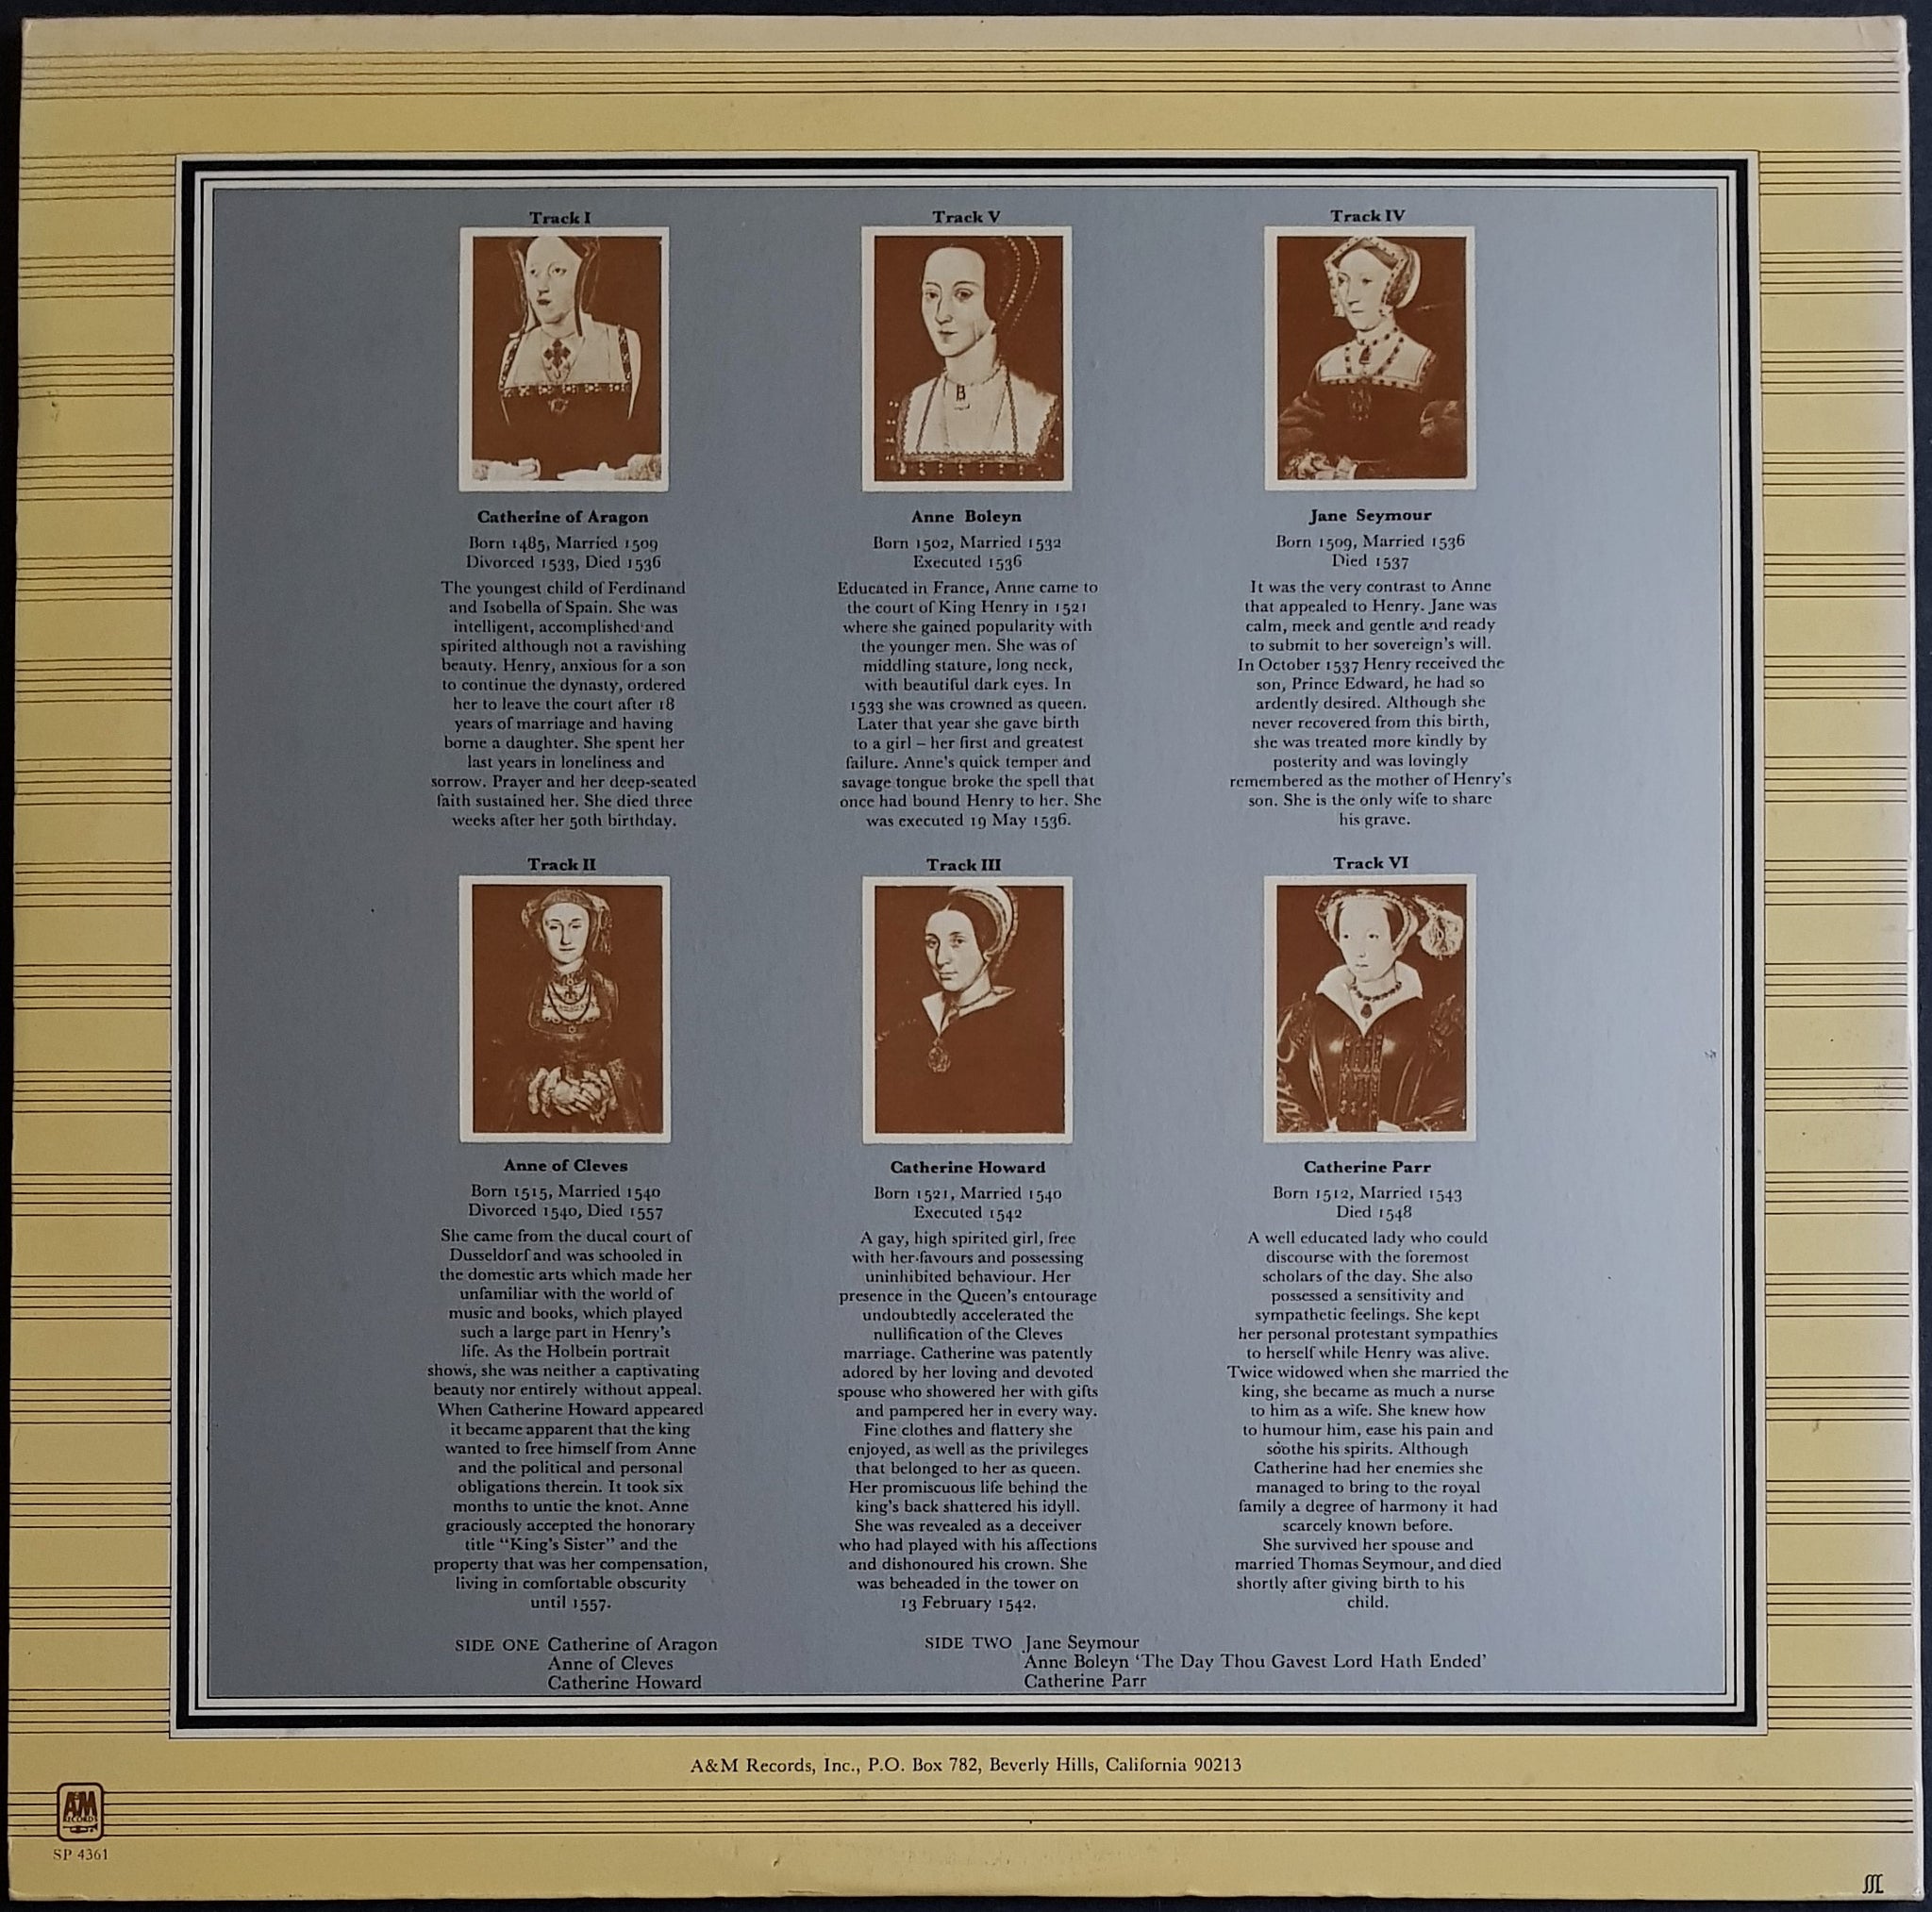 Track I
Catherine of Aragon
Born 1485, Married 1509
Divorced 1533, Died 1536
The youngest child of Ferdinand
and Isobella of Spain. She was
intelligent, accomplished and
spirited although not a ravishing
beauty. Henry, anxious for a son
to continue the dynasty, ordered
her to leave the court after 18
years of marriage and having
borne a daughter. She spent her
last years in loneliness and
sorrow. Prayer and her deep-seated
faith sustained her. She died three
weeks after her 50th birthday.
Track V
B
Anne Boleyn
Born 1502, Married 1532
Executed 1536
Educated in France, Anne came to
the court of King Henry in 1521
where she gained popularity with
the younger men. She was of
middling stature, long neck,
with beautiful dark eyes. In
1533 she was crowned as queen.
Later that year she gave birth
to a girl – her first and greatest
failure. Anne's quick temper and
savage tongue broke the spell that
once had bound Henry to her. She
was executed 19 May 1536.
Track IV
Jane Seymour
Born 1509, Married 1536
Died 1537
It was the very contrast to Anne
that appealed to Henry. Jane was
calm, meek and gentle and ready
to submit to her sovereign's will.
In October 1537 Henry received the
son, Prince Edward, he had so
ardently desired. Although she
never recovered from this birth,
she was treated more kindly by
posterity and was lovingly
remembered as the mother of Henry's
son. She is the only wife to share
his grave.
Track II
Anne of Cleves
Born 1515, Married 1540
Divorced 1540, Died 1557
She came from the ducal court of
Dusseldorf and was schooled in
the domestic arts which made her
unfamiliar with the world of
music and books, which played
such a large part in Henry's
life. As the Holbein portrait
shows, she was neither a captivating
beauty nor entirely without appeal.
When Catherine Howard appeared
it became apparent that the king
wanted to free himself from Anne
and the political and personal
obligations therein. It took six
months to untie the knot. Anne
graciously accepted the honorary
title "King's Sister" and the
property that was her compensation,
living in comfortable obscurity
until 1557.
Track III
Catherine Howard
Born 1521, Married 1540
Executed 1542
A gay, high spirited girl, free
with her favours and possessing
uninhibited behaviour. Her
presence in the Queen's entourage
undoubtedly accelerated the
nullification of the Cleves
marriage. Catherine was patently
adored by her loving and devoted
spouse who showered her with gifts
and pampered her in every way.
Fine clothes and flattery she
enjoyed, as well as the privileges
that belonged to her as queen.
Her promiscuous life behind the
king's back shattered his idyll.
She was revealed as a deceiver
who had played with his affections
and dishonoured his crown. She
was beheaded in the tower on
13 February 1542.
Track VI
Catherine Parr
Born 1512, Married 1543
Died 1548
A well educated lady who could
discourse with the foremost
scholars of the day. She also
possessed a sensitivity and
sympathetic feelings. She kept
her personal protestant sympathies
to herself while Henry was alive.
Twice widowed when she married the
king, she became as much a nurse
to him as a wife. She knew how
to humour him, ease his pain and
soothe his spirits. Although
Catherine had her enemies she
managed to bring to the royal
family a degree of harmony it had
scarcely known before.
She survived her spouse and
married Thomas Seymour, and died
shortly after giving birth to his
child.
SIDE ONE Catherine of Aragon
Anne of Cleves
Catherine Howard
SIDE TWO Jane Seymour
Anne Boleyn 'The Day Thou Gavest Lord Hath Ended'
Catherine Parr
A&M Records, Inc., P.O. Box 782, Beverly Hills, California 90213
A&M
RECORDS
SP 4361